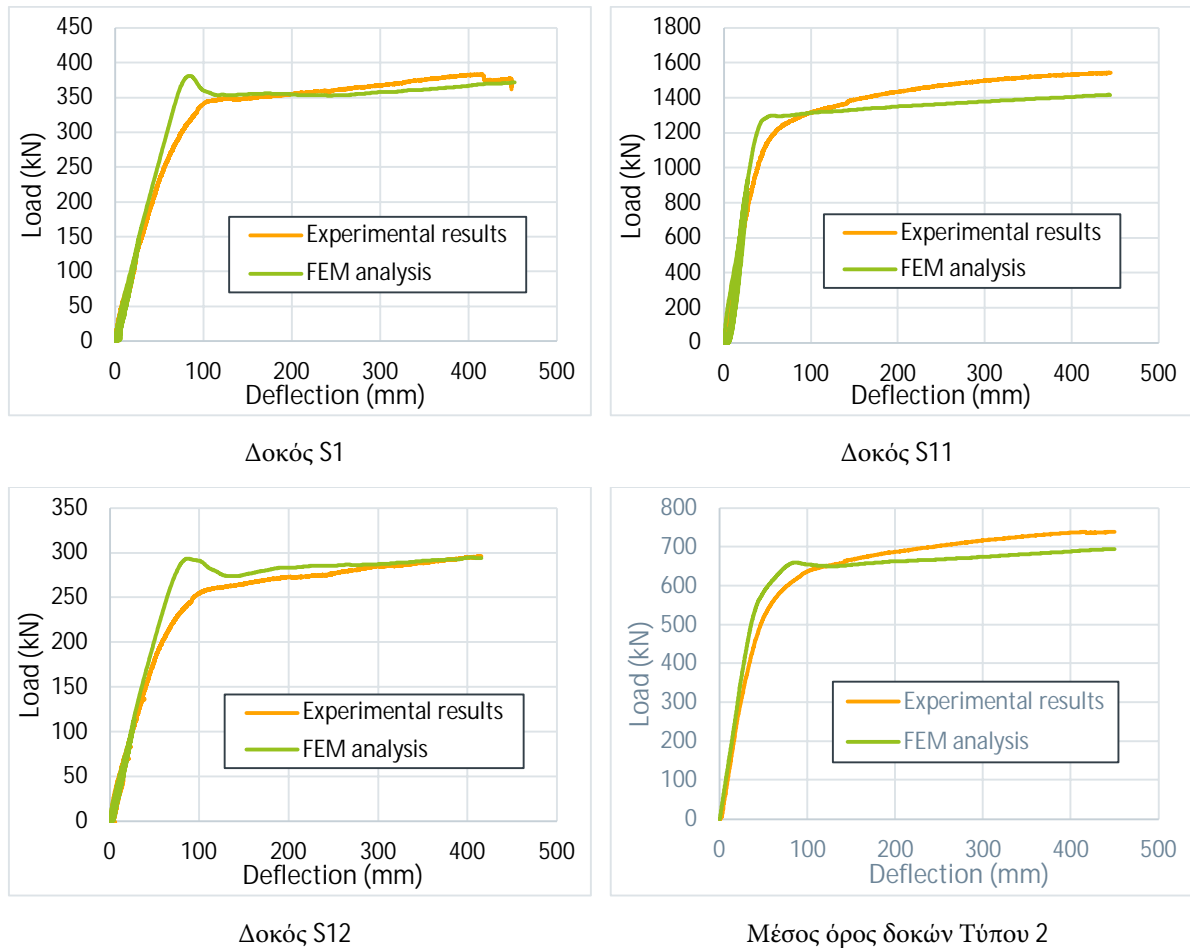 450
400
350
300
250
200
150
100
50
0
Load (kN)
Experimental results
FEM analysis
0 100 200 300 400 500
Deflection (mm)
Δοκός S1
1800
1600
1400
1200
1000
800
600
400
200
0
Load (kN)
Experimental results
FEM analysis
0 100 200 300 400 500
Deflection (mm)
Δοκός S11
350
300
250
200
150
100
50
0
Load (kN)
Experimental results
FEM analysis
0 100 200 300 400 500
Deflection (mm)
Δοκός S12
800
700
600
500
400
300
200
100
0
Load (kN)
Experimental results
FEM analysis
0 100 200 300 400 500
Deflection (mm)
Μέσος όρος δοκών Τύπου 2